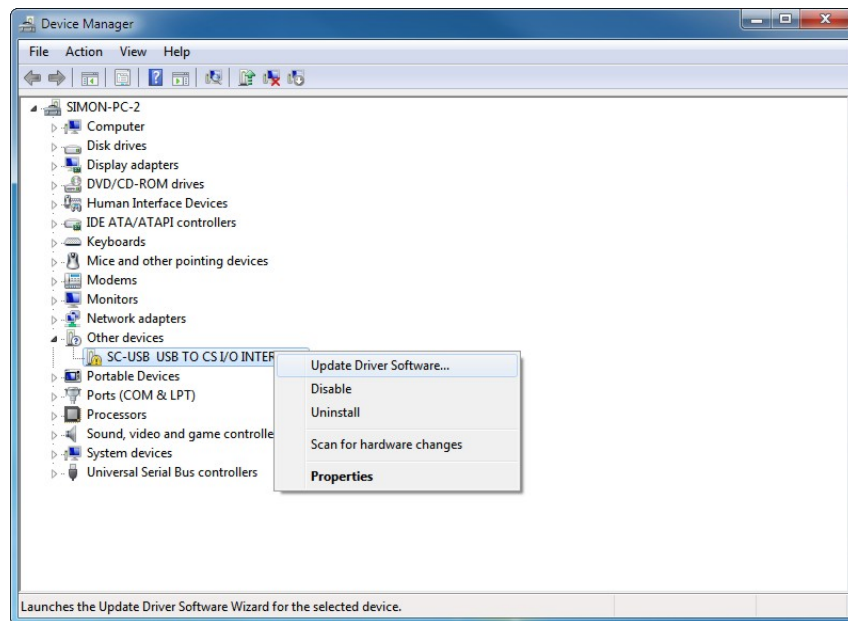 Device Manager
File Action View Help
SIMON-PC-2
Computer
Disk drives
Display adapters
DVD/CD-ROM drives
Human Interface Devices
IDE ATA/ATAPI controllers
Keyboards
Mice and other pointing devices
Modems
Monitors
Network adapters
Other devices
SC-USB USB TO CS I/O INTER
Portable Devices
Ports (COM & LPT)
Processors
Sound, video and game controlle
System devices
Universal Serial Bus controllers
Update Driver Software...
Disable
Uninstall
Scan for hardware changes
Properties
Launches the Update Driver Software Wizard for the selected device.